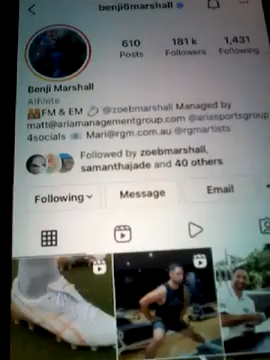 benji6marshall
610
181 k
1,431
Posts
Followers
Following
Benji Marshall
Athlete
FM & EM @zoebmarshall Managed by
matt@ariamanagementgroup.com @ariasportsgroup
4socials Mari@rgm.com.au @rgmartists
Followed by zoebmarshall,
samanthajade and 40 others
Following
Message
Email